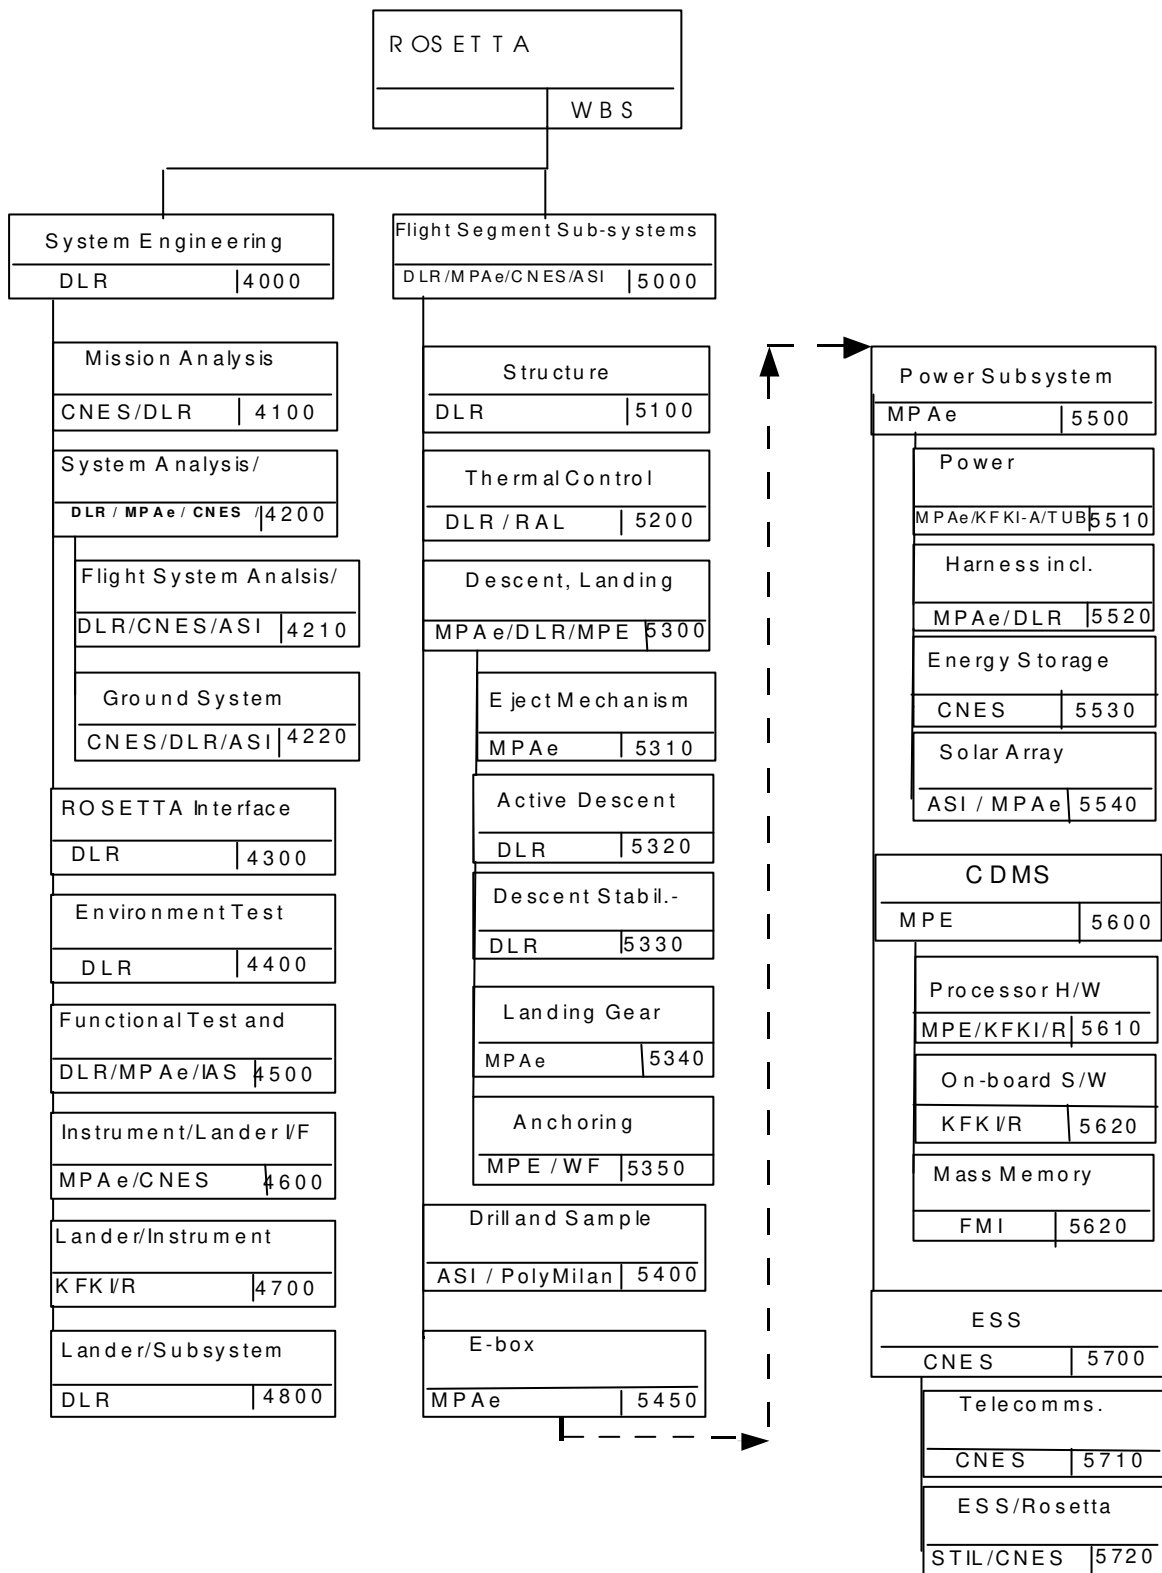 ROSETTA
WBS
System Engineering
DLR 4000
Mission Analysis
CNES/DLR 4100
System Analysis/
DLR / MPAe / CNES / 4200
Flight System Analsis/
DLR/CNES/ASI 4210
Ground System
CNES/DLR/ASI 4220
ROSETTA Interface
DLR 4300
Environment Test
DLR 4400
Functional Test and
DLR/MPAe/IAS 4500
Instrument/Lander I/F
MPAe/CNES 4600
Lander/Instrument
KFKI/R 4700
Lander/Subsystem
DLR 4800
Flight Segment Sub-systems
DLR/MPAe/CNES/ASI 5000
Structure
DLR 5100
Thermal Control
DLR / RAL 5200
Descent, Landing
MPAe/DLR/MPE 5300
Eject Mechanism
MPAe 5310
Active Descent
DLR 5320
Descent Stabil.-
DLR 5330
Landing Gear
MPAe 5340
Anchoring
MPE / WF 5350
Drill and Sample
ASI / PolyMilan 5400
E-box
MPAe 5450
Power Subsystem
MPAe 5500
Power
MPAe/KFKI-A/TUB 5510
Harness incl.
MPAe/DLR 5520
Energy Storage
CNES 5530
Solar Array
ASI / MPAe 5540
CDMS
MPE 5600
Processor H/W
MPE/KFKI/R 5610
On-board S/W
KFKI/R 5620
Mass Memory
FMI 5620
ESS
CNES 5700
Telecomms.
CNES 5710
ESS/Rosetta
STIL/CNES 5720